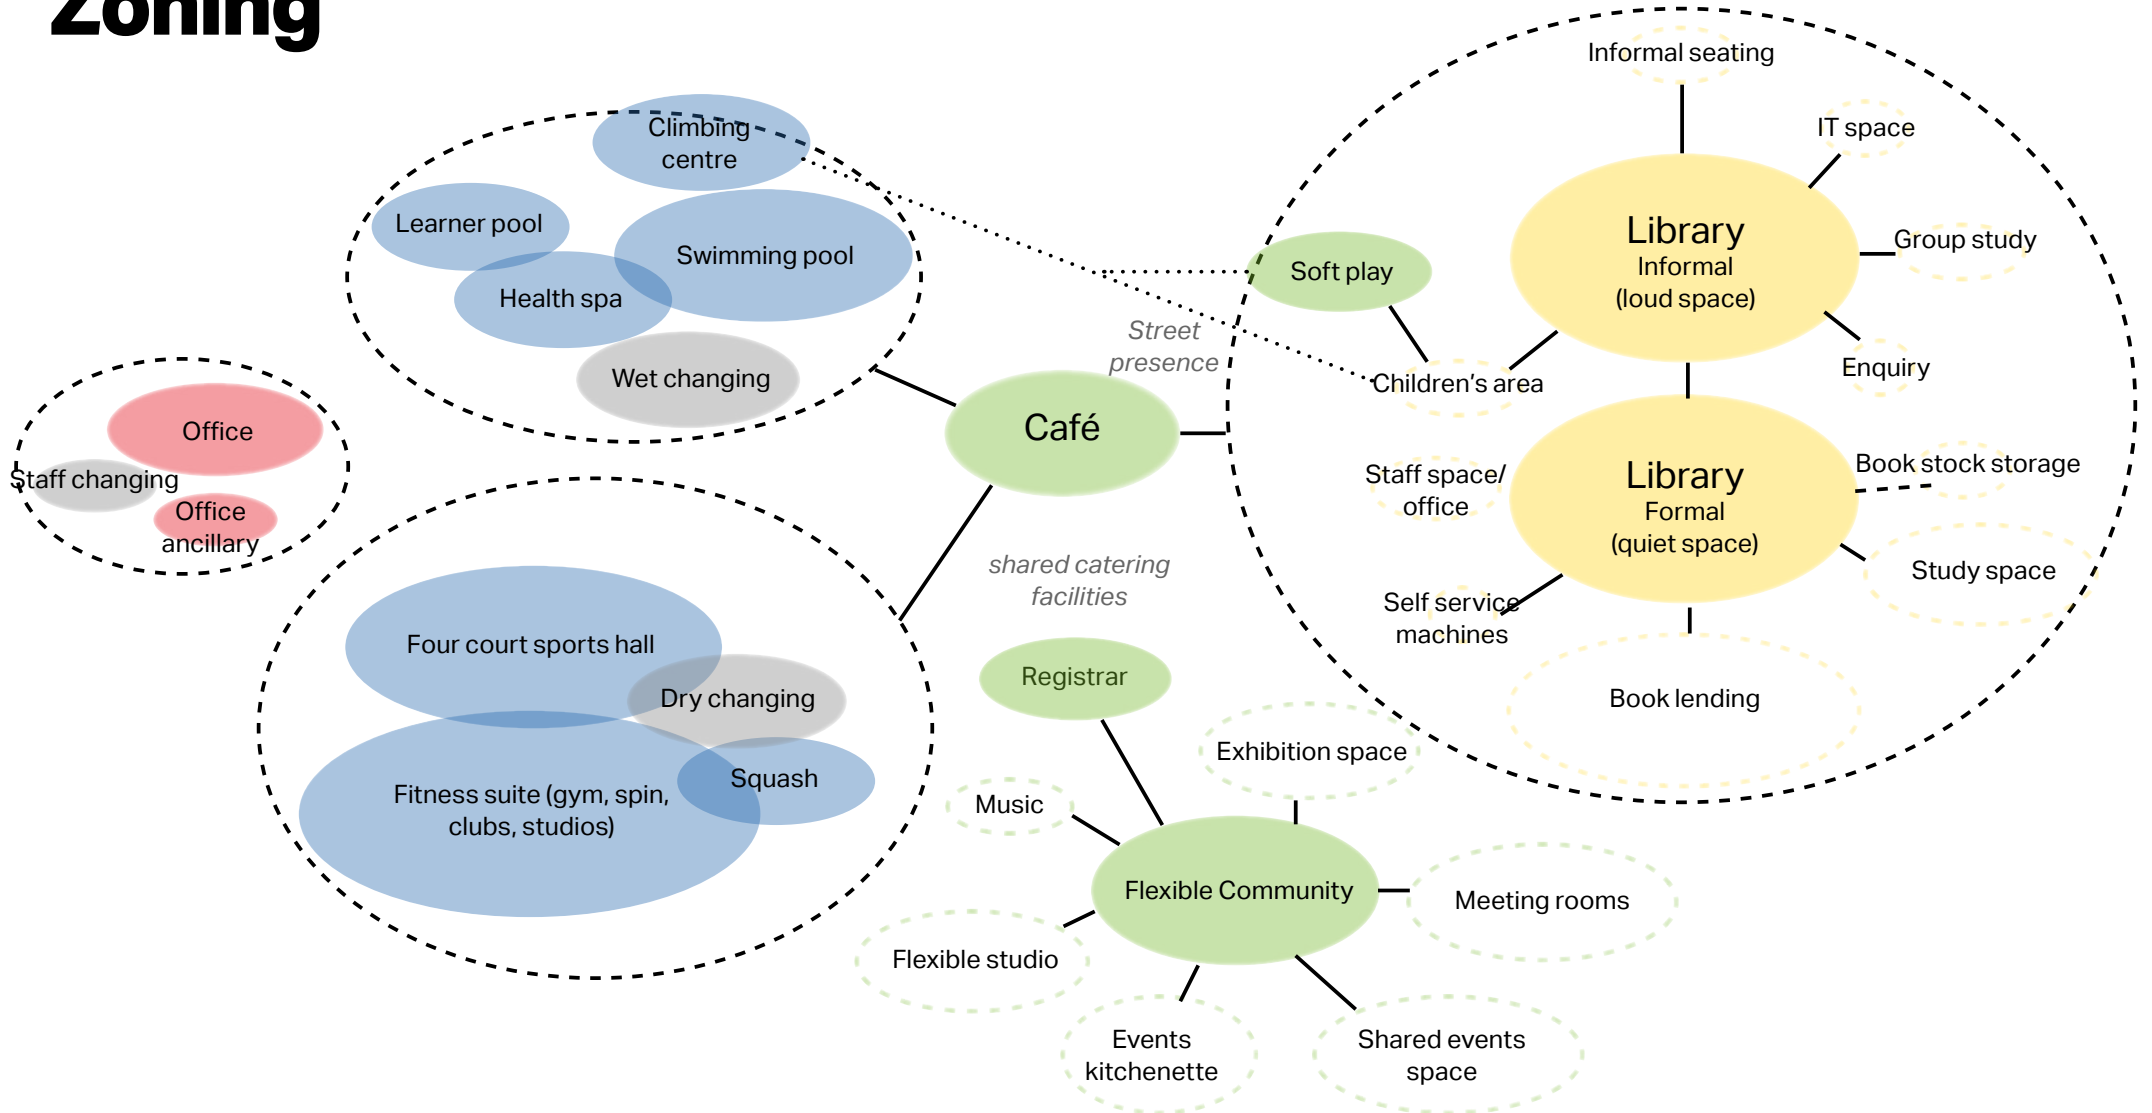 Zoning
Climbing
centre
Learner pool
Swimming pool
Health spa
Wet changing
Office
Staff changing
Office
ancillary
Four court sports hall
Dry changing
Squash
Fitness suite (gym, spin,
clubs, studios)
Café
Street
presence
shared catering
facilities
Soft play
Informal seating
IT space
Library
Informal
(loud space)
Group study
Enquiry
Children's area
Library
Formal
(quiet space)
Staff space/
office
Book stock storage
Study space
Self service
machines
Book lending
Registrar
Exhibition space
Music
Flexible Community
Meeting rooms
Flexible studio
Events
kitchenette
Shared events
space